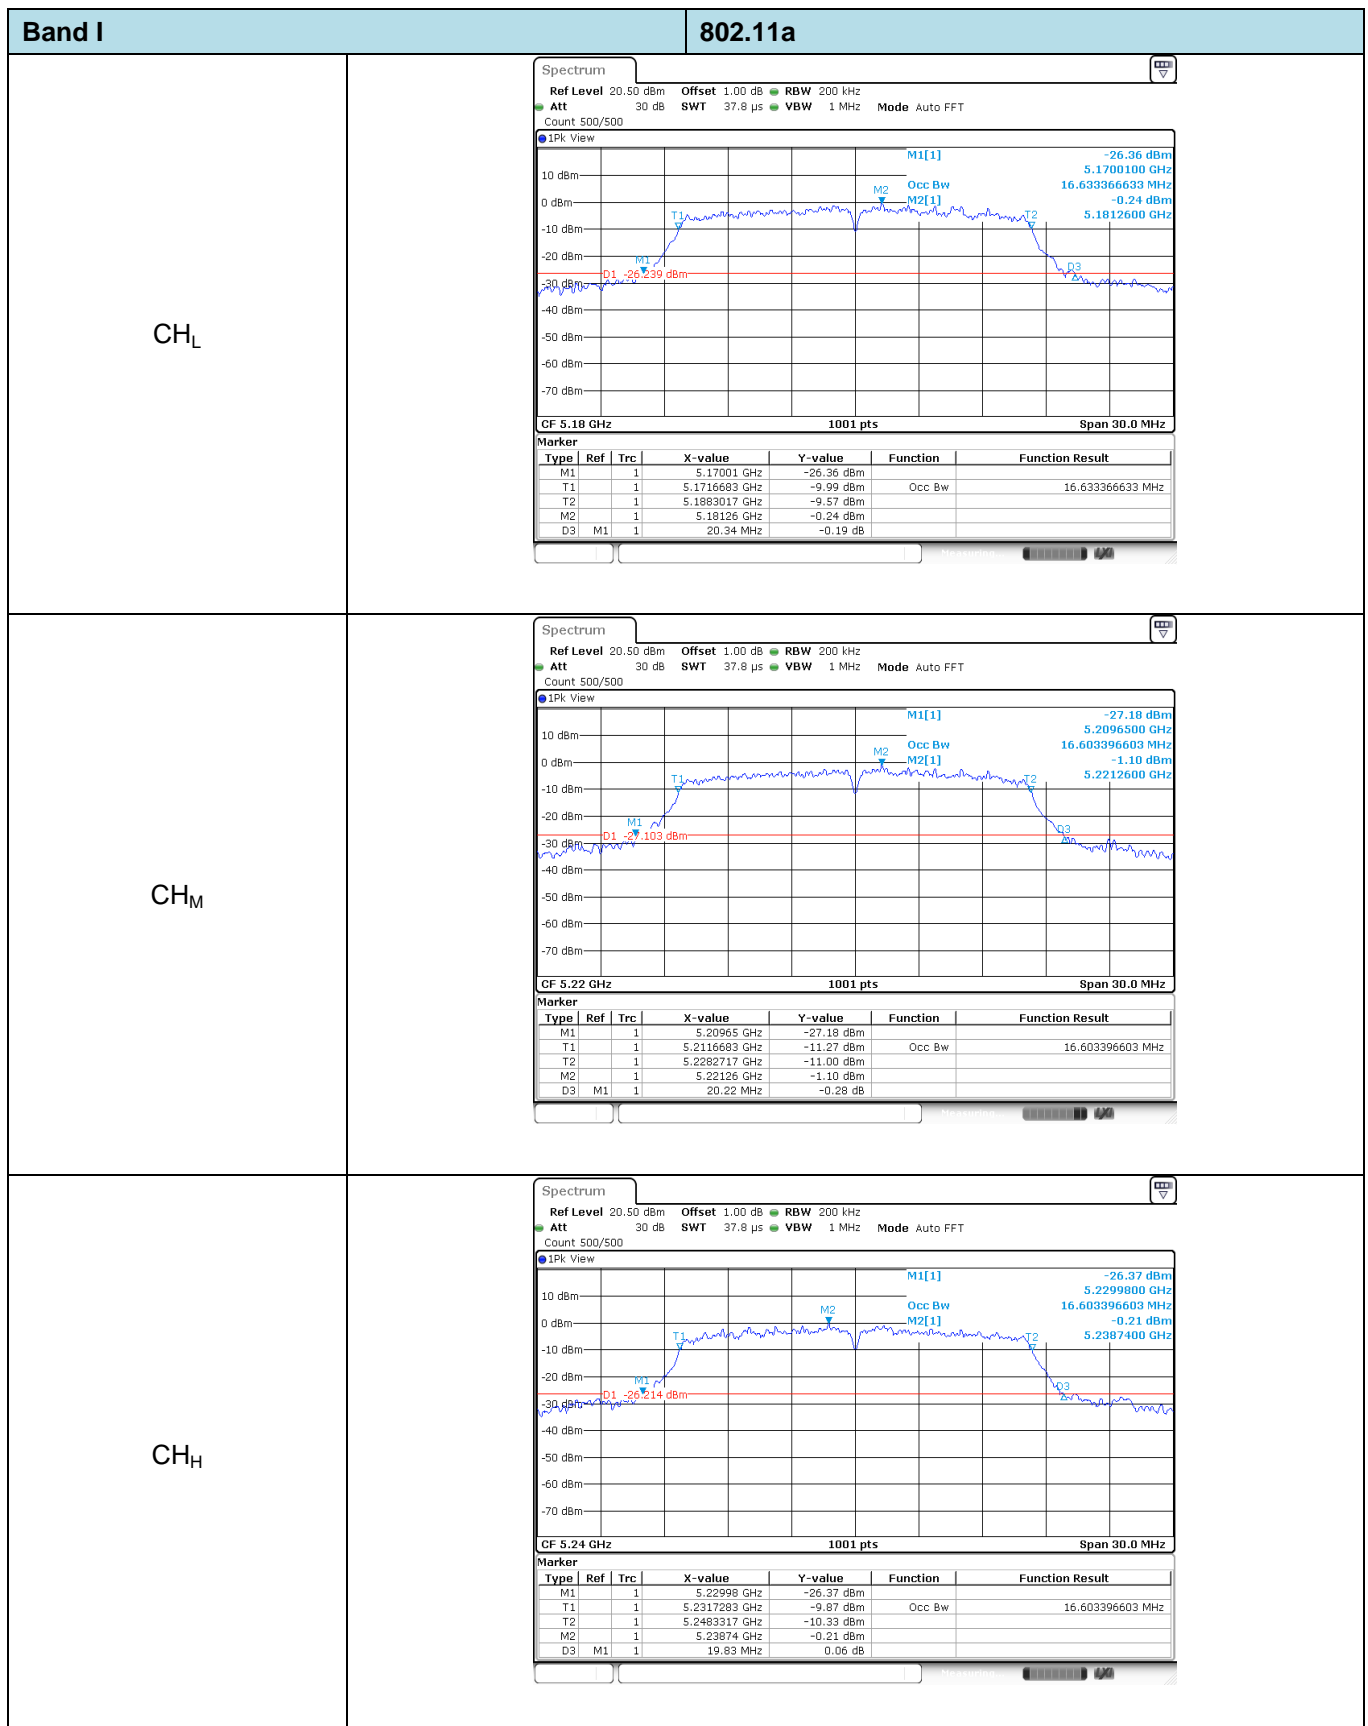 Band I 802.11a
CHL
Spectrum
Ref Level 20.50 dBm Offset 1.00 dB RBW 200 kHz
Att 30 dB SWT 37.8 µs VBW 1 MHz Mode Auto FFT
Count 500/500
1Pk View
M1[1] -26.36 dBm
5.1700100 GHz
Occ Bw 16.633366633 MHz
M2[1] -0.24 dBm
5.1812600 GHz
10 dBm
0 dBm
-10 dBm
-20 dBm
-30 dBm
-40 dBm
-50 dBm
-60 dBm
-70 dBm
M2
T1
T2
M1
D3
D1 -26.239 dBm
CF 5.18 GHz 1001 pts Span 30.0 MHz
Marker
Type Ref Trc X-value Y-value Function Function Result
M1 1 5.17001 GHz -26.36 dBm
T1 1 5.1716683 GHz -9.99 dBm Occ Bw 16.633366633 MHz
T2 1 5.1883017 GHz -9.57 dBm
M2 1 5.18126 GHz -0.24 dBm
D3 M1 1 20.34 MHz -0.19 dB
CHM
Spectrum
Ref Level 20.50 dBm Offset 1.00 dB RBW 200 kHz
Att 30 dB SWT 37.8 µs VBW 1 MHz Mode Auto FFT
Count 500/500
1Pk View
M1[1] -27.18 dBm
5.2096500 GHz
Occ Bw 16.603396603 MHz
M2[1] -1.10 dBm
5.2212600 GHz
10 dBm
0 dBm
-10 dBm
-20 dBm
-30 dBm
-40 dBm
-50 dBm
-60 dBm
-70 dBm
M2
T1
T2
M1
D3
D1 -27.103 dBm
CF 5.22 GHz 1001 pts Span 30.0 MHz
Marker
Type Ref Trc X-value Y-value Function Function Result
M1 1 5.20965 GHz -27.18 dBm
T1 1 5.2116683 GHz -11.27 dBm Occ Bw 16.603396603 MHz
T2 1 5.2282717 GHz -11.00 dBm
M2 1 5.22126 GHz -1.10 dBm
D3 M1 1 20.22 MHz -0.28 dB
CHH
Spectrum
Ref Level 20.50 dBm Offset 1.00 dB RBW 200 kHz
Att 30 dB SWT 37.8 µs VBW 1 MHz Mode Auto FFT
Count 500/500
1Pk View
M1[1] -26.37 dBm
5.2299800 GHz
Occ Bw 16.603396603 MHz
M2[1] -0.21 dBm
5.2387400 GHz
10 dBm
0 dBm
-10 dBm
-20 dBm
-30 dBm
-40 dBm
-50 dBm
-60 dBm
-70 dBm
M2
T1
T2
M1
D3
D1 -26.214 dBm
CF 5.24 GHz 1001 pts Span 30.0 MHz
Marker
Type Ref Trc X-value Y-value Function Function Result
M1 1 5.22998 GHz -26.37 dBm
T1 1 5.2317283 GHz -9.87 dBm Occ Bw 16.603396603 MHz
T2 1 5.2483317 GHz -10.33 dBm
M2 1 5.23874 GHz -0.21 dBm
D3 M1 1 19.83 MHz 0.06 dB